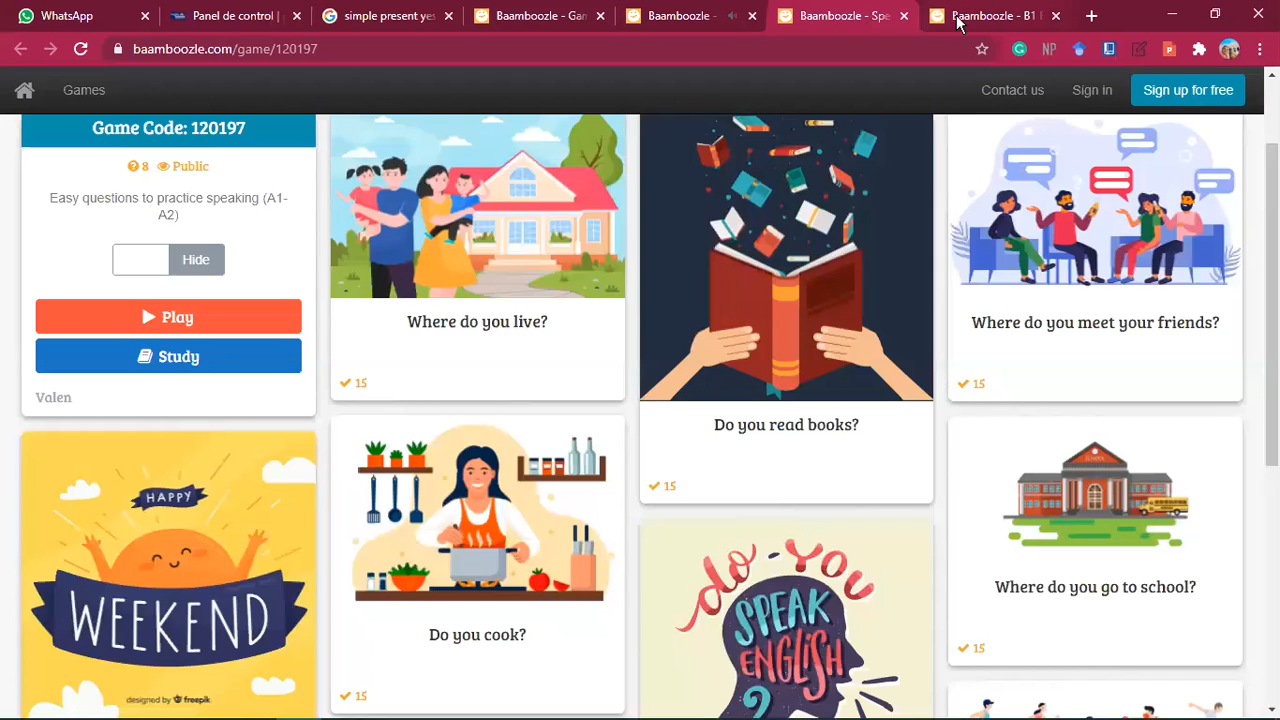 WhatsApp
Panel de control |
simple present yes
Baamboozle - Gam
Baamboozle -
Baamboozle - Spe
Baamboozle - B1 E
baamboozle.com/game/120197
NP
Games
Contact us
Sign in
Sign up for free
Game Code: 120197
8 Public
Easy questions to practice speaking (A1-
A2)
Hide
Play
Study
Valen
HAPPY
WEEKEND
designed by freepik
Where do you live?
15
Do you cook?
15
Do you read books?
15
DO-YOU
SPEAK
ENGLISH
?
Where do you meet your friends?
15
SCHOOL
Where do you go to school?
15